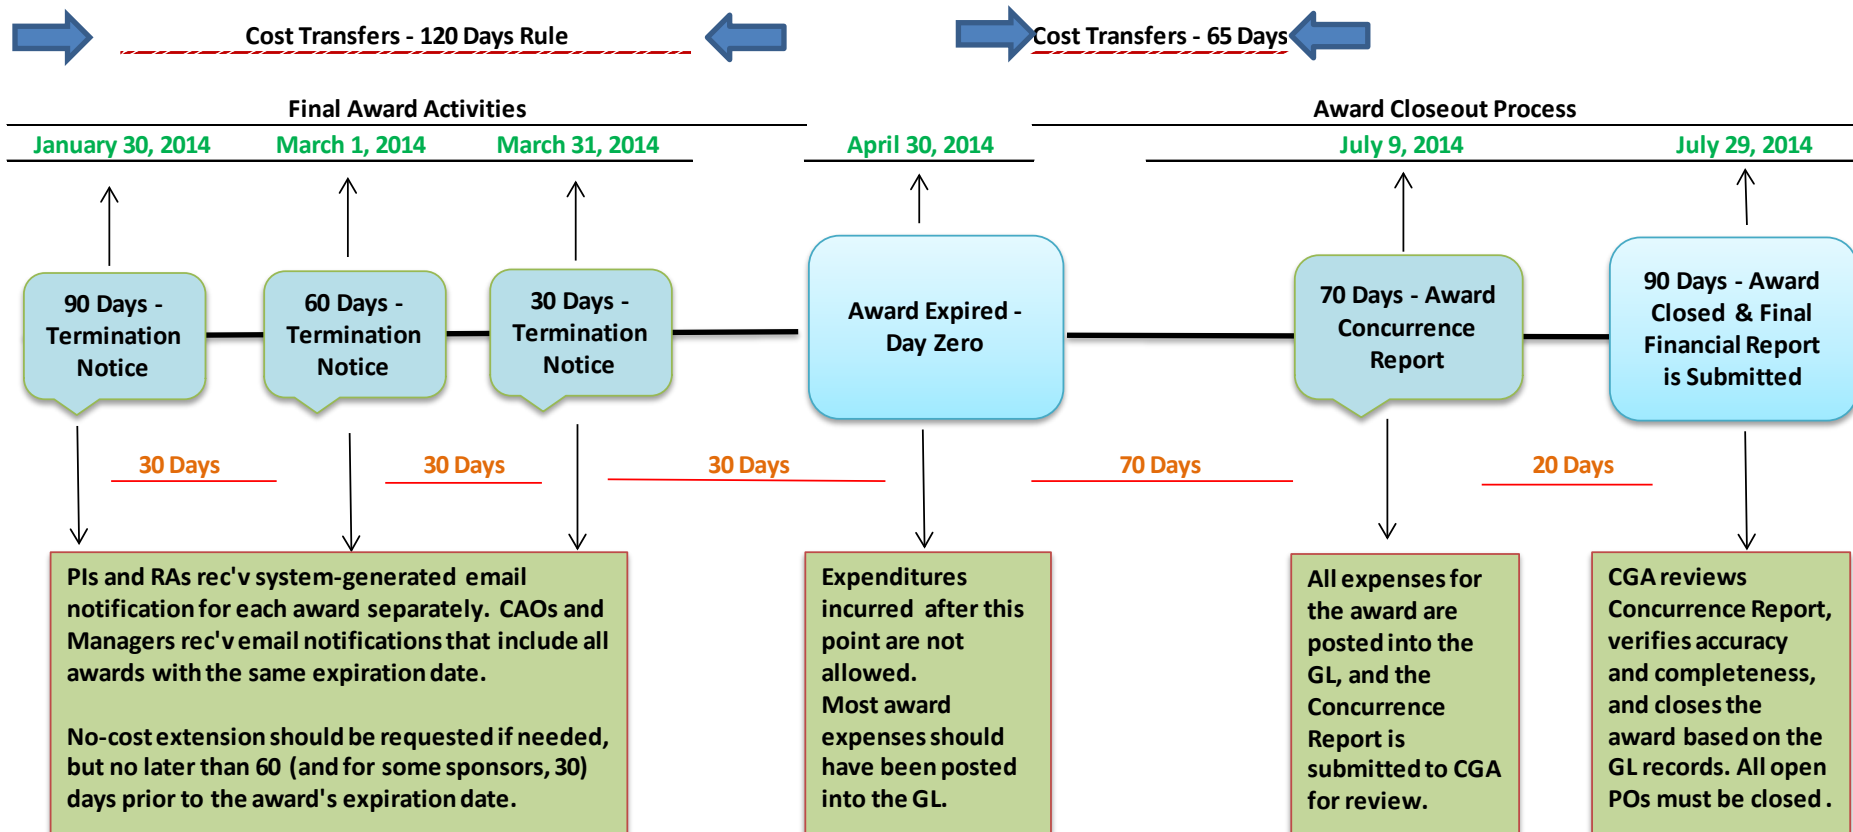 Cost Transfers - 120 Days Rule
Cost Transfers - 65 Days
Final Award Activities
Award Closeout Process
January 30, 2014
March 1, 2014
March 31, 2014
April 30, 2014
July 9, 2014
July 29, 2014
90 Days -
Termination
Notice
60 Days -
Termination
Notice
30 Days -
Termination
Notice
Award Expired -
Day Zero
70 Days - Award
Concurrence
Report
90 Days - Award
Closed & Final
Financial Report
is Submitted
30 Days
30 Days
30 Days
70 Days
20 Days
PIs and RAs rec'v system-generated email
notification for each award separately. CAOs and
Managers rec'v email notifications that include all
awards with the same expiration date.
No-cost extension should be requested if needed,
but no later than 60 (and for some sponsors, 30)
days prior to the award's expiration date.
Expenditures
incurred after this
point are not
allowed.
Most award
expenses should
have been posted
into the GL.
All expenses for
the award are
posted into the
GL, and the
Concurrence
Report is
submitted to CGA
for review.
CGA reviews
Concurrence Report,
verifies accuracy
and completeness,
and closes the
award based on the
GL records. All open
POs must be closed .